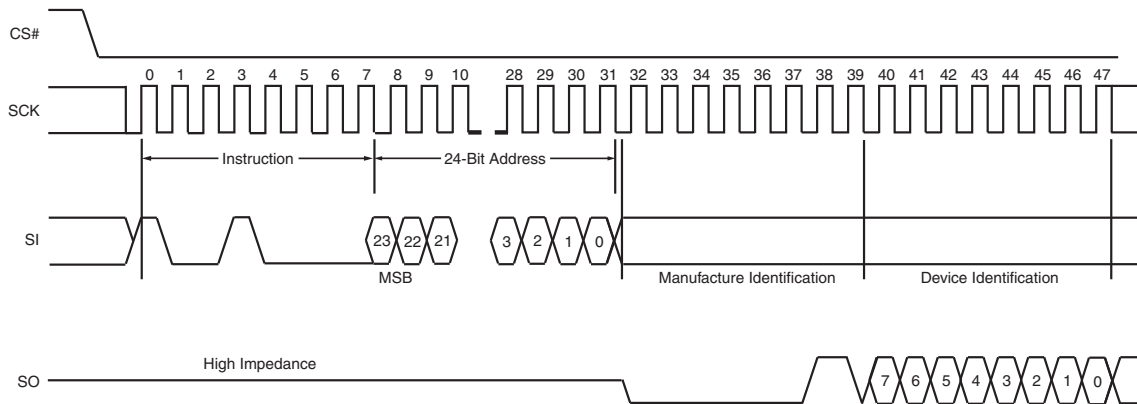 CS#
0 1 2 3 4 5 6 7 8 9 10 28 29 30 31 32 33 34 35 36 37 38 39 40 41 42 43 44 45 46 47
SCK
Instruction 24-Bit Address
SI 23 22 21 3 2 1 0
MSB Manufacture Identification Device Identification
High Impedance
SO 7 6 5 4 3 2 1 0